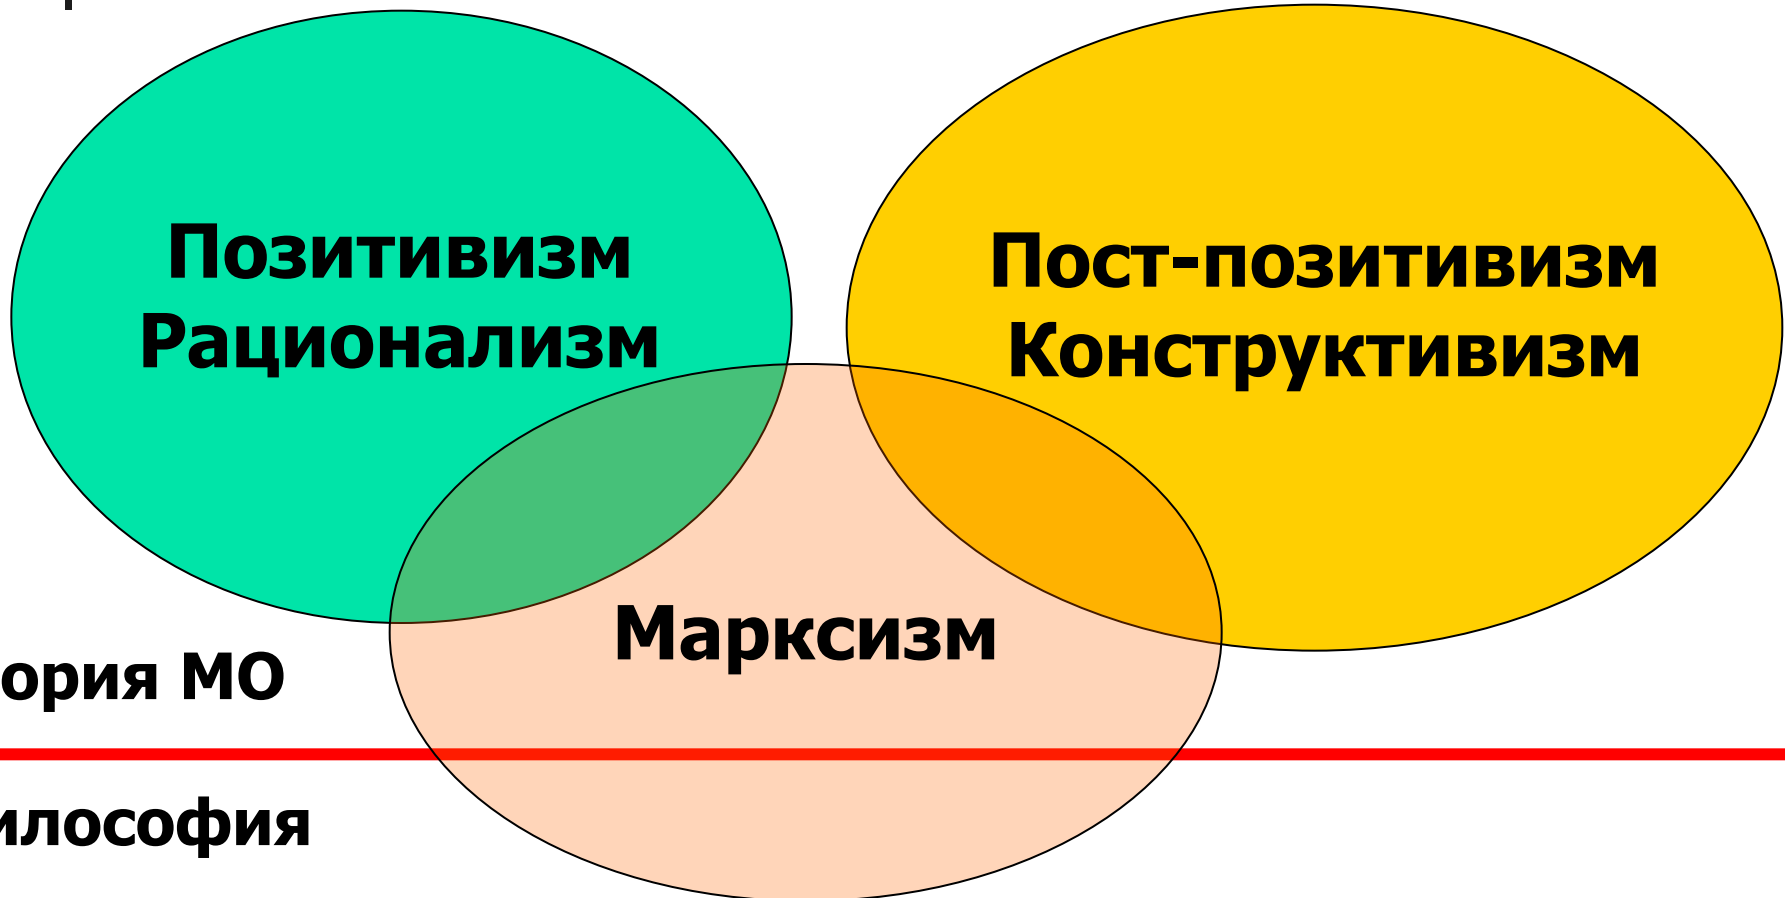 Позитивизм
Рационализм
Пост-позитивизм
Конструктивизм
Марксизм
ория МО
илософия